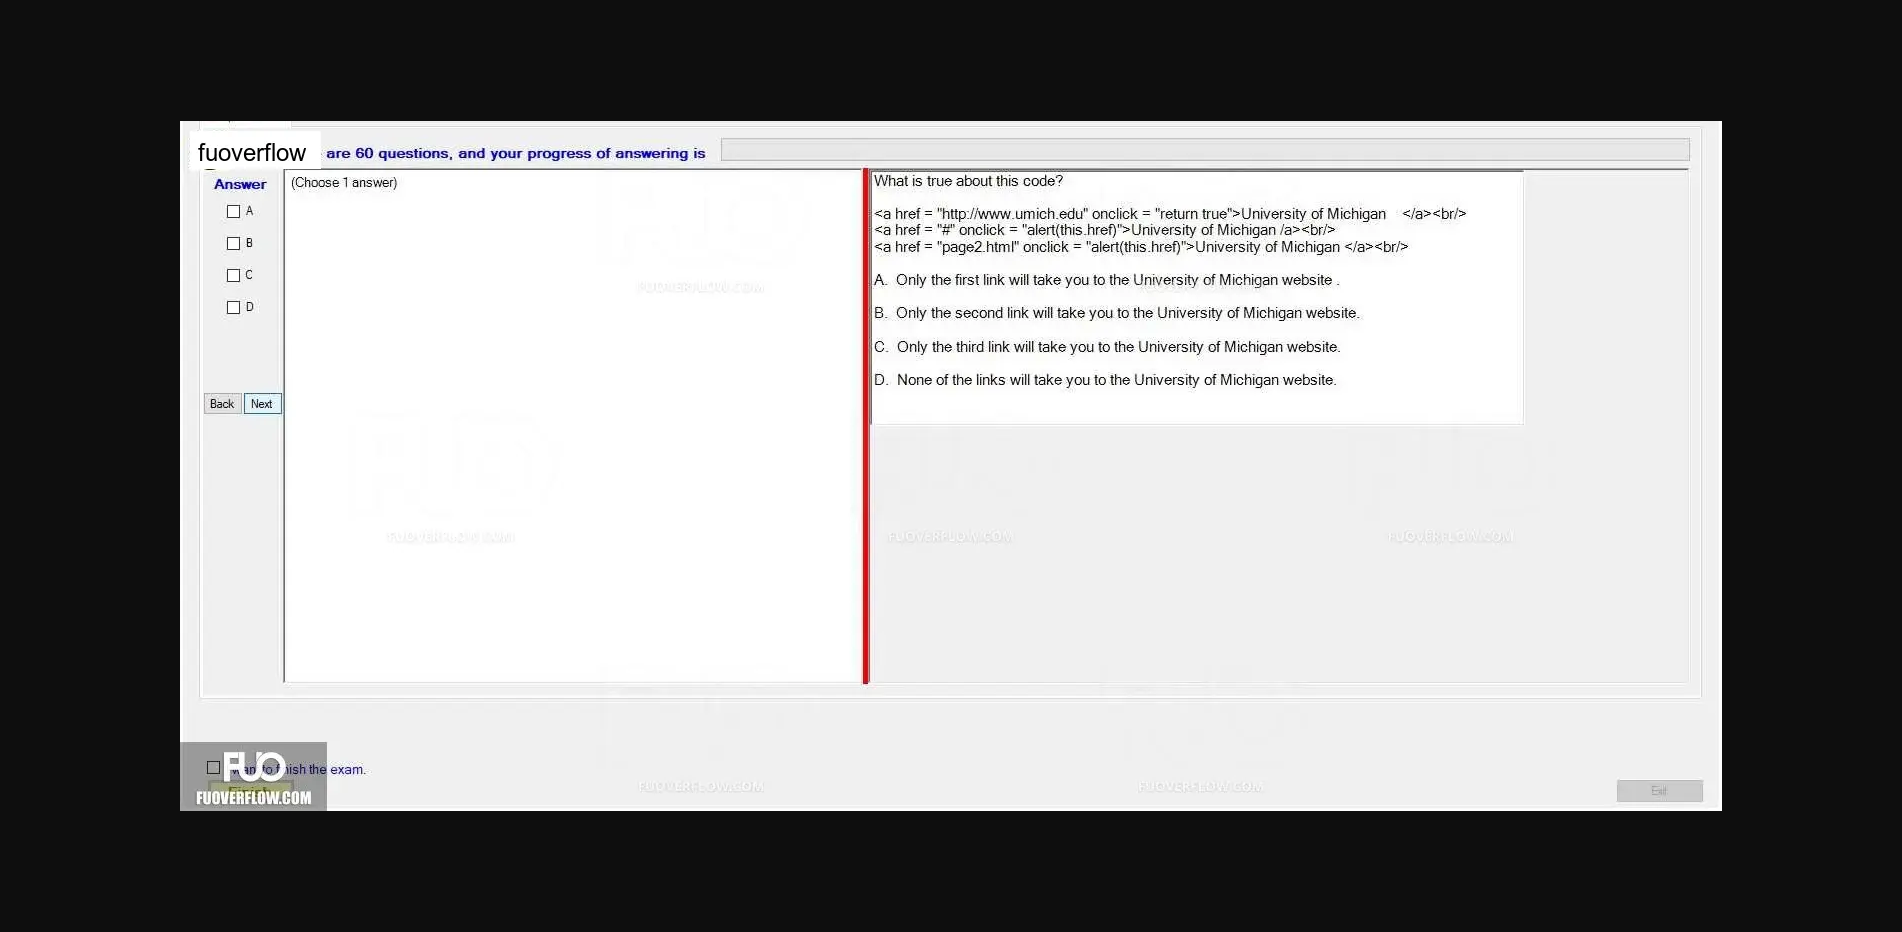 fuoverflow are 60 questions, and your progress of answering is
Answer
A
B
C
D
Back Next
(Choose 1 answer)
What is true about this code?
<a href = "http://www.umich.edu" onclick = "return true">University of Michigan </a><br/>
<a href = "#" onclick = "alert(this.href)">University of Michigan /a><br/>
<a href = "page2.html" onclick = "alert(this.href)">University of Michigan </a><br/>
A. Only the first link will take you to the University of Michigan website .
B. Only the second link will take you to the University of Michigan website.
C. Only the third link will take you to the University of Michigan website.
D. None of the links will take you to the University of Michigan website.
FUOVERFLOW.COM
FUOVERFLOW.COM
FUOVERFLOW.COM FUOVERFLOW.COM FUOVERFLOW.COM
FUO
want to finish the exam.
Finish
FUOVERFLOW.COM
FUOVERFLOW.COM FUOVERFLOW.COM
Exit